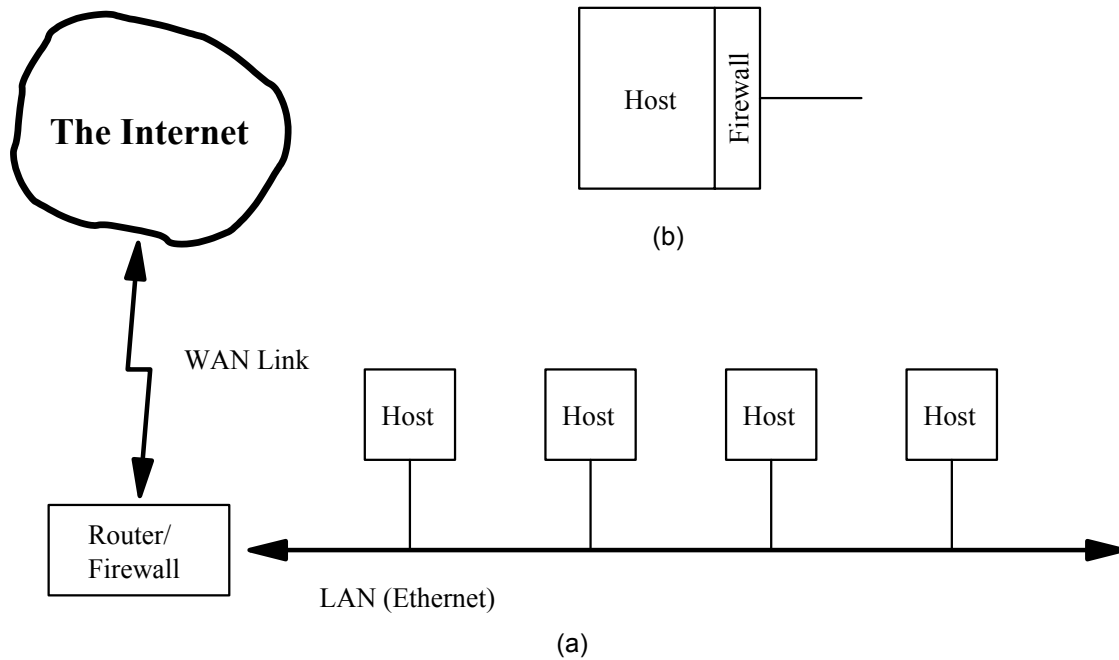 The Internet
Host
Firewall
(b)
WAN Link
Host
Host
Host
Host
Router/
Firewall
LAN (Ethernet)
(a)